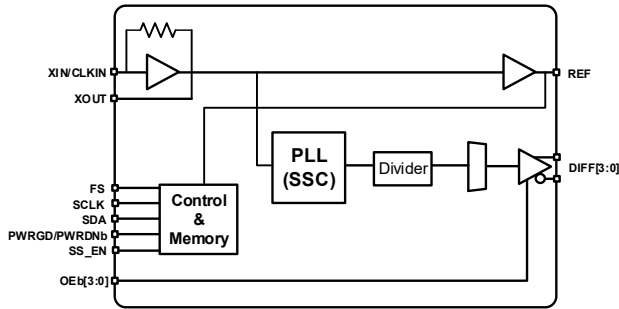 XIN/CLKIN
REF
XOUT
PLL
(SSC)
Divider
DIFF[3:0]
FS
SCLK
SDA
PWRGD/PWRDNb
SS_EN
Control
&
Memory
OEb[3:0]